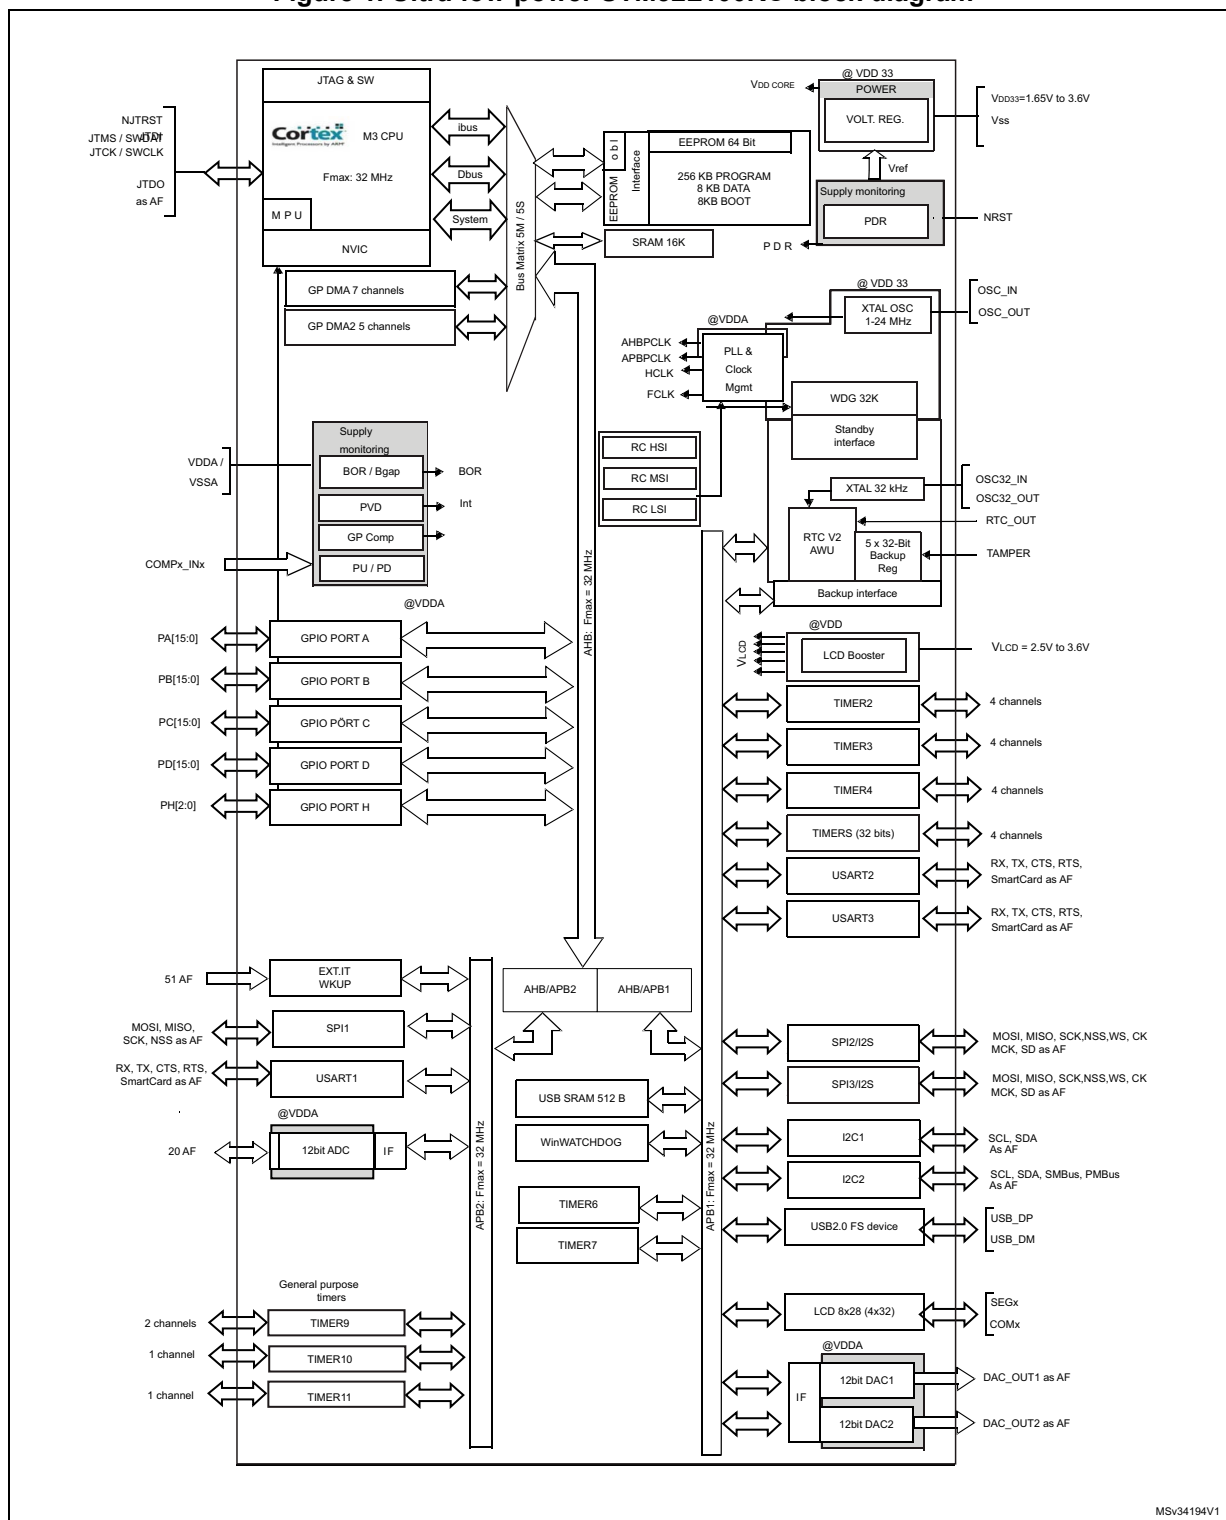 JTAG & SW
Cortex
Intelligent Processors by ARM
M3 CPU
Fmax: 32 MHz
M P U
NVIC
NJTRST
JTDI
JTMS / SWDAT
JTCK / SWCLK
JTDO
as AF
ibus
Dbus
System
Bus Matrix 5M / 5S
GP DMA 7 channels
GP DMA2 5 channels
EEPROM
o b l
Interface
EEPROM 64 Bit
256 KB PROGRAM
8 KB DATA
8KB BOOT
SRAM 16K
@ VDD 33
VDD CORE
POWER
VOLT. REG.
VDD33=1.65V to 3.6V
Vss
Vref
Supply monitoring
PDR
NRST
P D R
@ VDD 33
XTAL OSC
1-24 MHz
OSC_IN
OSC_OUT
@VDDA
PLL &
Clock
Mgmt
AHBPCLK
APBPCLK
HCLK
FCLK
WDG 32K
Standby
interface
RC HSI
RC MSI
RC LSI
XTAL 32 kHz
OSC32_IN
OSC32_OUT
RTC V2
AWU
RTC_OUT
5 x 32-Bit
Backup
Reg
TAMPER
Backup interface
Supply
monitoring
VDDA /
VSSA
BOR / Bgap
BOR
PVD
Int
GP Comp
COMPx_INx
PU / PD
@VDDA
PA[15:0]
GPIO PORT A
PB[15:0]
GPIO PORT B
PC[15:0]
GPIO PÖRT C
PD[15:0]
GPIO PORT D
PH[2:0]
GPIO PORT H
AHB: Fmax = 32 MHz
@VDD
VLCD
LCD Booster
VLCD = 2.5V to 3.6V
TIMER2
4 channels
TIMER3
4 channels
TIMER4
4 channels
TIMERS (32 bits)
4 channels
USART2
RX, TX, CTS, RTS,
SmartCard as AF
USART3
RX, TX, CTS, RTS,
SmartCard as AF
51 AF
EXT.IT
WKUP
AHB/APB2
AHB/APB1
MOSI, MISO,
SCK, NSS as AF
SPI1
RX, TX, CTS, RTS,
SmartCard as AF
USART1
@VDDA
20 AF
12bit ADC
IF
APB2: Fmax = 32 MHz
USB SRAM 512 B
WinWATCHDOG
TIMER6
TIMER7
APB1: Fmax = 32 MHz
SPI2/I2S
MOSI, MISO, SCK,NSS,WS, CK
MCK, SD as AF
SPI3/I2S
MOSI, MISO, SCK,NSS,WS, CK
MCK, SD as AF
I2C1
SCL, SDA
As AF
I2C2
SCL, SDA, SMBus, PMBus
As AF
USB2.0 FS device
USB_DP
USB_DM
General purpose
timers
2 channels
TIMER9
1 channel
TIMER10
1 channel
TIMER11
LCD 8x28 (4x32)
SEGx
COMx
@VDDA
IF
12bit DAC1
DAC_OUT1 as AF
12bit DAC2
DAC_OUT2 as AF
MSv34194V1